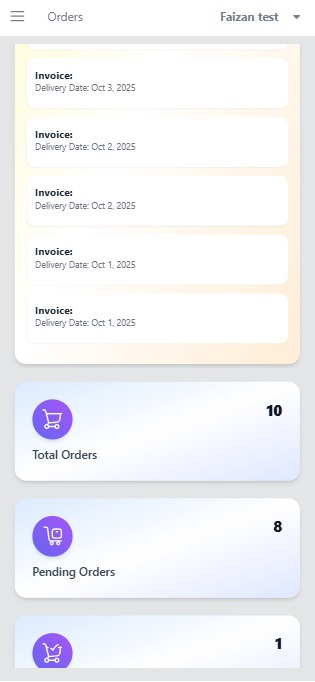 Orders
Faizan test
Invoice:
Delivery Date: Oct 3, 2025
Invoice:
Delivery Date: Oct 2, 2025
Invoice:
Delivery Date: Oct 2, 2025
Invoice:
Delivery Date: Oct 1, 2025
Invoice:
Delivery Date: Oct 1, 2025
10
Total Orders
8
Pending Orders
1